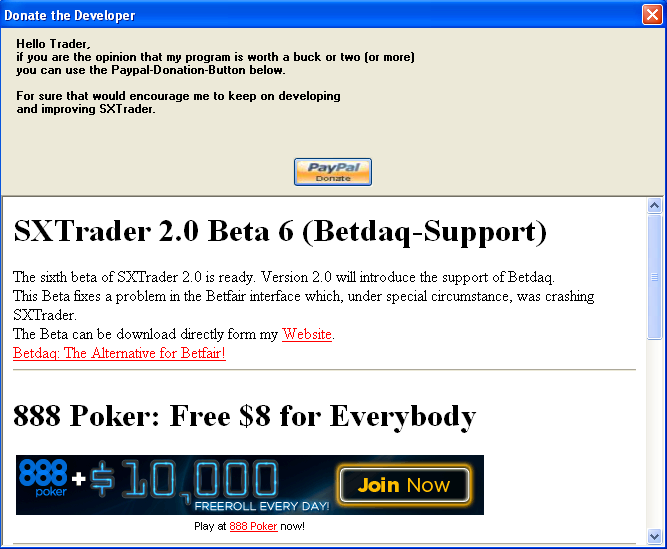 Donate the Developer
Hello Trader,
if you are the opinion that my program is worth a buck or two (or more)
you can use the Paypal-Donation-Button below.
For sure that would encourage me to keep on developing
and improving SXTrader.
PayPal
Donate
SXTrader 2.0 Beta 6 (Betdaq-Support)
The sixth beta of SXTrader 2.0 is ready. Version 2.0 will introduce the support of Betdaq.
This Beta fixes a problem in the Betfair interface which, under special circumstance, was crashing
SXTrader.
The Beta can be download directly form my Website.
Betdaq: The Alternative for Betfair!
888 Poker: Free $8 for Everybody
888 poker + $10,000 FREEROLL EVERY DAY! Join Now
Play at 888 Poker now!